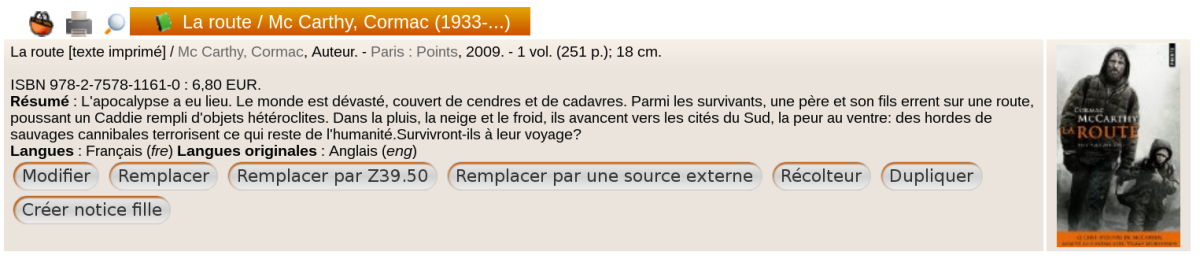 La route / Mc Carthy, Cormac (1933-...)
La route [texte imprimé] / Mc Carthy, Cormac, Auteur. - Paris : Points, 2009. - 1 vol. (251 p.); 18 cm.
ISBN 978-2-7578-1161-0 : 6,80 EUR.
Résumé : L'apocalypse a eu lieu. Le monde est dévasté, couvert de cendres et de cadavres. Parmi les survivants, une père et son fils errent sur une route,
poussant un Caddie rempli d'objets hétéroclites. Dans la pluis, la neige et le froid, ils avancent vers les cités du Sud, la peur au ventre: des hordes de
sauvages cannibales terrorisent ce qui reste de l'humanité.Survivront-ils à leur voyage?
Langues : Français (fre) Langues originales : Anglais (eng)
Modifier Remplacer Remplacer par Z39.50 Remplacer par une source externe Récolteur Dupliquer
Créer notice fille
CORMAC
MCCARTHY
LA ROUTE